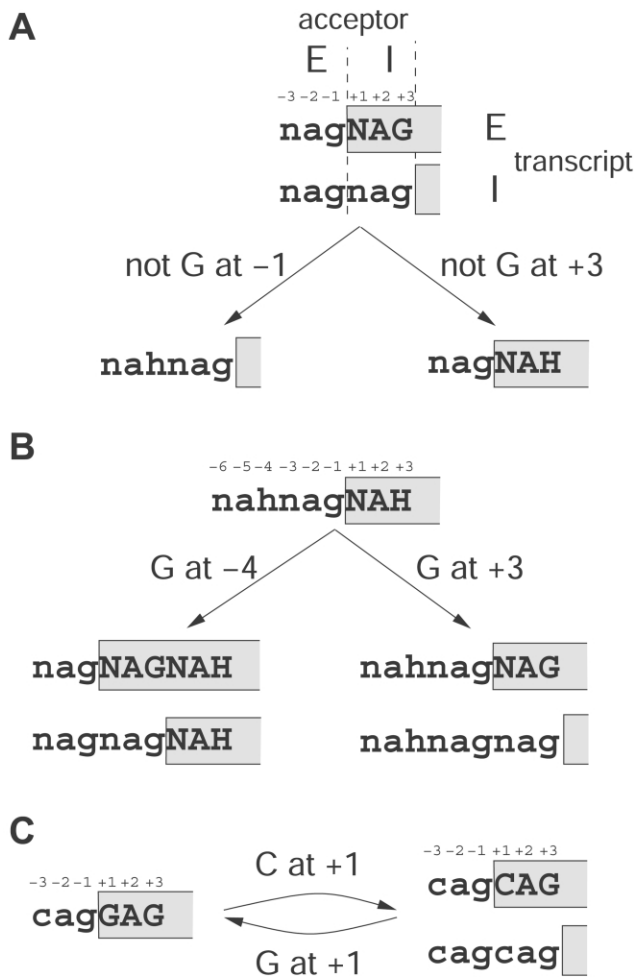 A
acceptor
E I
-3 -2 -1 +1 +2 +3
nagNAG E
transcript
nagnag I
not G at −1 not G at +3
nahnag nagNAH
B
-6 -5 -4 -3 -2 -1 +1 +2 +3
nahnagNAH
G at −4 G at +3
nagNAGNAH nahnagNAG
nagnagNAH nahnagnag
C
-3 -2 -1 +1 +2 +3
C at +1
-3 -2 -1 +1 +2 +3
cagGAG cagCAG
G at +1 cagcag